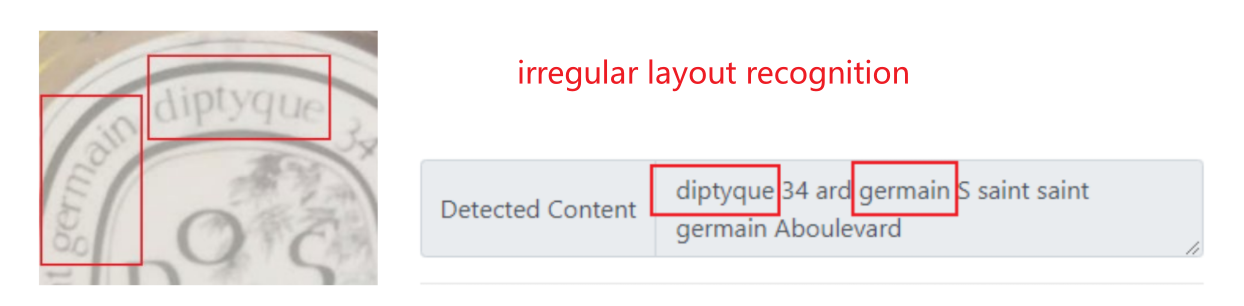 irregular layout recognition
germain diptyque 34
Detected Content
diptyque 34 ard germain S saint saint
germain Aboulevard